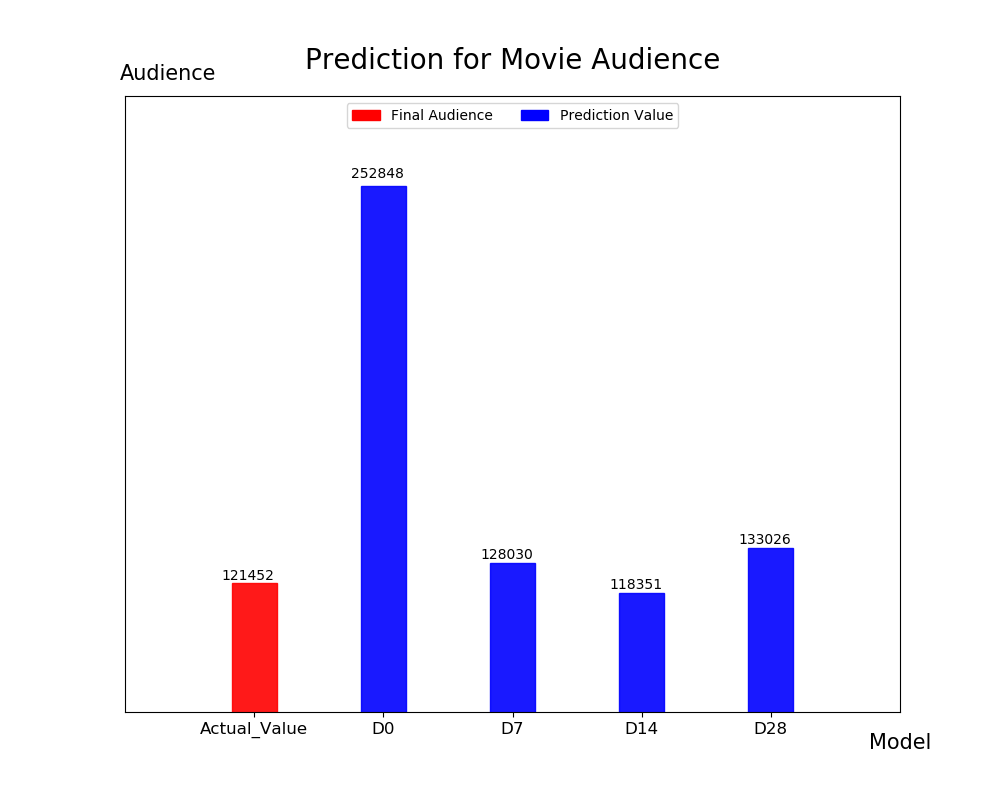 Prediction for Movie Audience
Audience
Final Audience
Prediction Value
252848
121452
128030
118351
133026
Actual_Value
D0
D7
D14
D28
Model